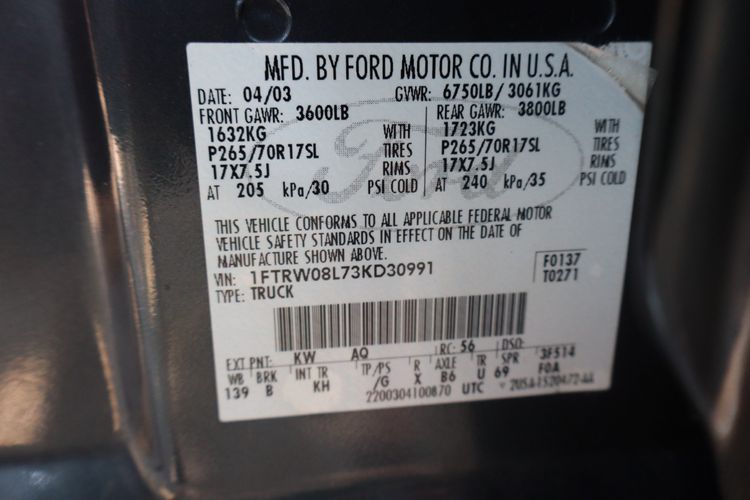 MFD. BY FORD MOTOR CO. IN U.S.A.
DATE: 04/03 GVWR: 6750LB/ 3061KG
FRONT GAWR: 3600LB REAR GAWR: 3800LB
1632KG WITH 1723KG WITH
P265/70R17SL TIRES P265/70R17SL TIRES
17X7.5J RIMS 17X7.5J RIMS
AT 205 kPa/30 PSI COLD AT 240 kPa/35 PSI COLD
Ford
THIS VEHICLE CONFORMS TO ALL APPLICABLE FEDERAL MOTOR
VEHICLE SAFETY STANDARDS IN EFFECT ON THE DATE OF
MANUFACTURE SHOWN ABOVE.
VIN: 1FTRW08L73KD30991 F0137
TYPE: TRUCK T0271
EXT PNT: KW AQ RC: 56 DSO:
WB BRK INT TR TP/PS R AXLE TR SPR 3F514
139 B KH /G X B6 U 69 F0A
2200304100870 UTC